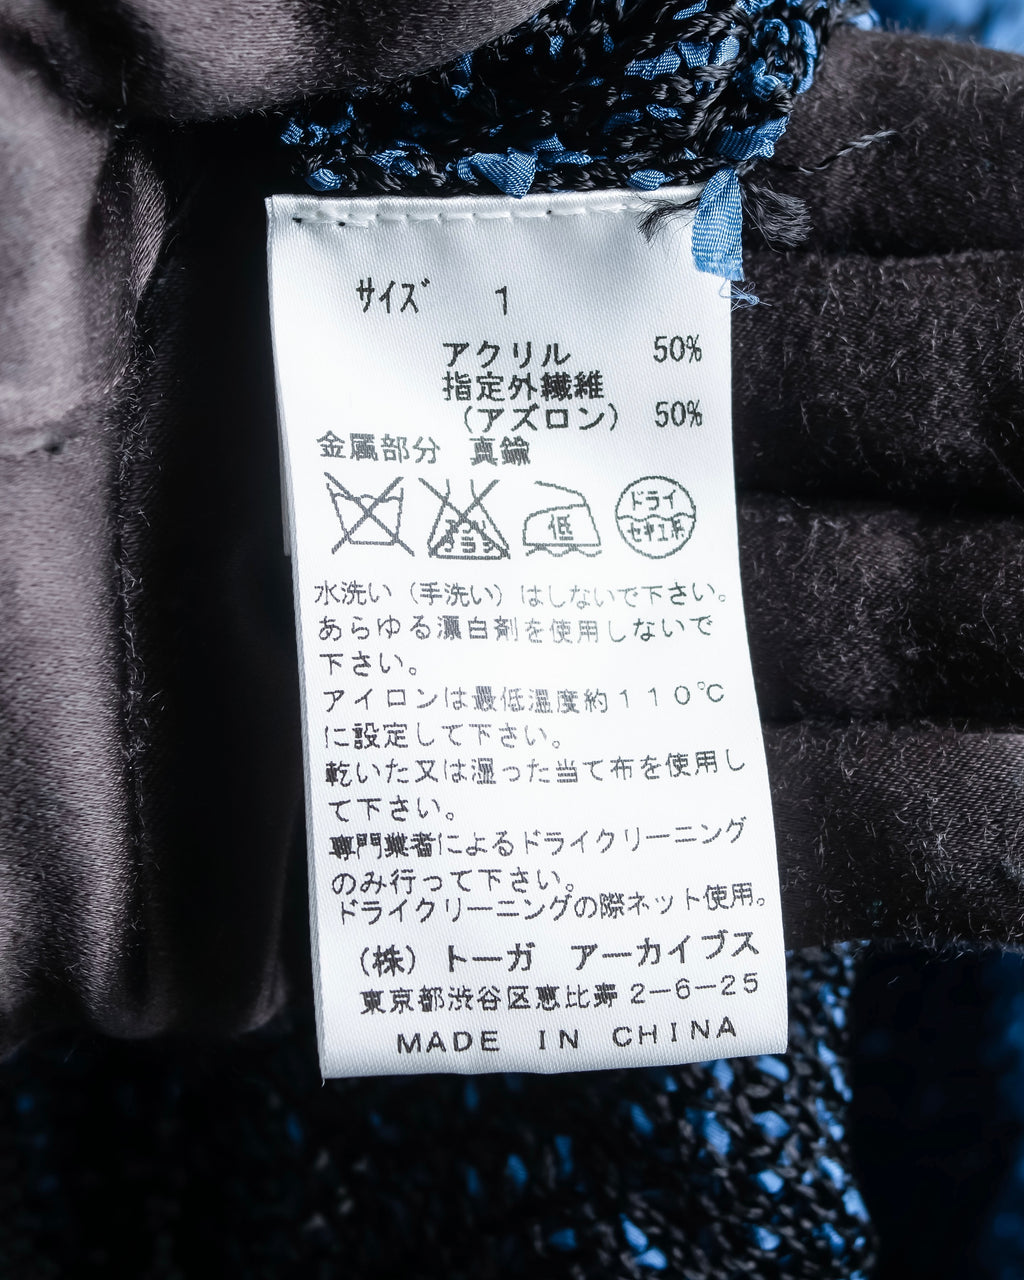 サイズ 1
アクリル 50%
指定外繊維
(アズロン) 50%
金属部分 真鍮
エンソサラシ
低
ドライ
セキユ系
水洗い（手洗い）はしないで下さい。
あらゆる漂白剤を使用しないで
下さい。
アイロンは最低温度約１１０℃
に設定して下さい。
乾いた又は湿った当て布を使用し
て下さい。
専門業者によるドライクリーニング
のみ行って下さい。
ドライクリーニングの際ネット使用。
（株）トーガ アーカイブス
東京都渋谷区恵比寿２－６－２５
MADE IN CHINA